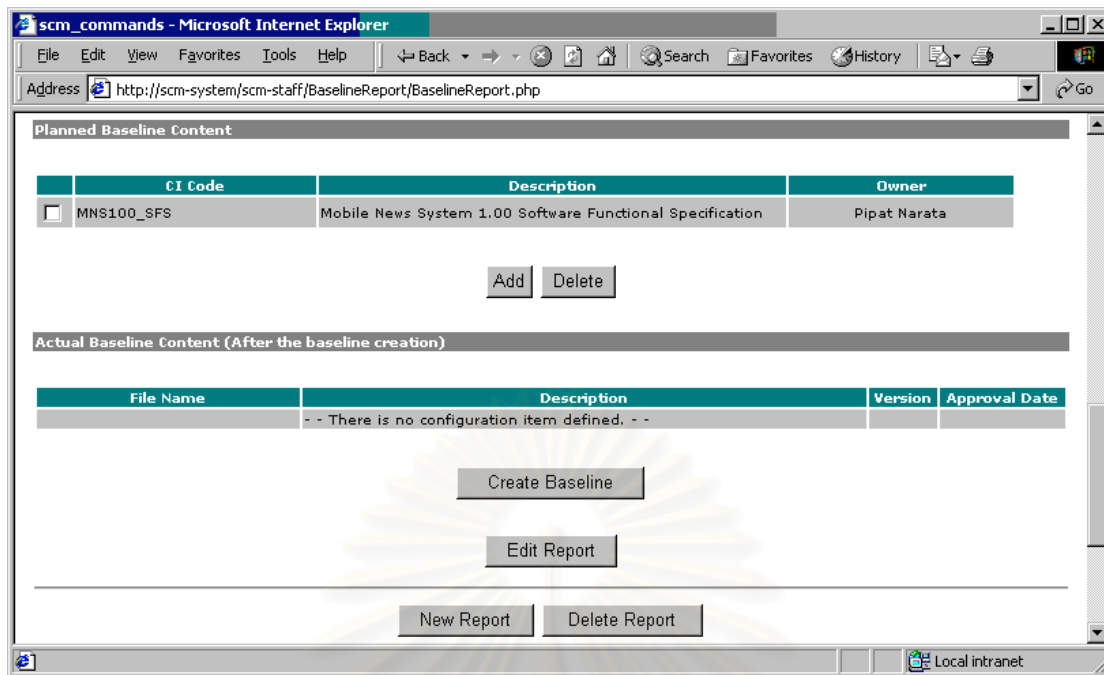 scm_commands - Microsoft Internet Explorer
File Edit View Favorites Tools Help Back Search Favorites History
Address http://scm-system/scm-staff/BaselineReport/BaselineReport.php Go
Planned Baseline Content
CI Code Description Owner
MNS100_SFS Mobile News System 1.00 Software Functional Specification Pipat Narata
Add Delete
Actual Baseline Content (After the baseline creation)
File Name Description Version Approval Date
- - There is no configuration item defined. - -
Create Baseline
Edit Report
New Report Delete Report
Local intranet